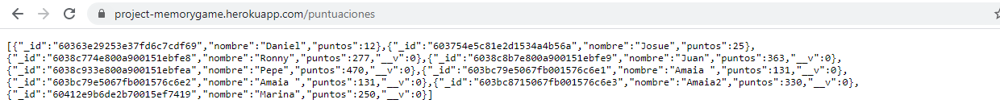 project-memorygame.herokuapp.com/puntuaciones
[{"_id":"60363e29253e37fd6c7cdf69","nombre":"Daniel","puntos":12},{"_id":"603754e5c81e2d1534a4b56a","nombre":"Josue","puntos":25},
{"_id":"6038c774e800a900151ebfe8","nombre":"Ronny","puntos":277,"__v":0},{"_id":"6038c8b7e800a900151ebfe9","nombre":"Juan","puntos":363,"__v":0},
{"_id":"6038c933e800a900151ebfea","nombre":"Pepe","puntos":470,"__v":0},{"_id":"603bc79e5067fb001576c6e1","nombre":"Amaia ","puntos":131,"__v":0},
{"_id":"603bc79e5067fb001576c6e2","nombre":"Amaia ","puntos":131,"__v":0},{"_id":"603bc8715067fb001576c6e3","nombre":"Amaia2","puntos":330,"__v":0},
{"_id":"60412e9b6de2b70015ef7419","nombre":"Marina","puntos":250,"__v":0}]